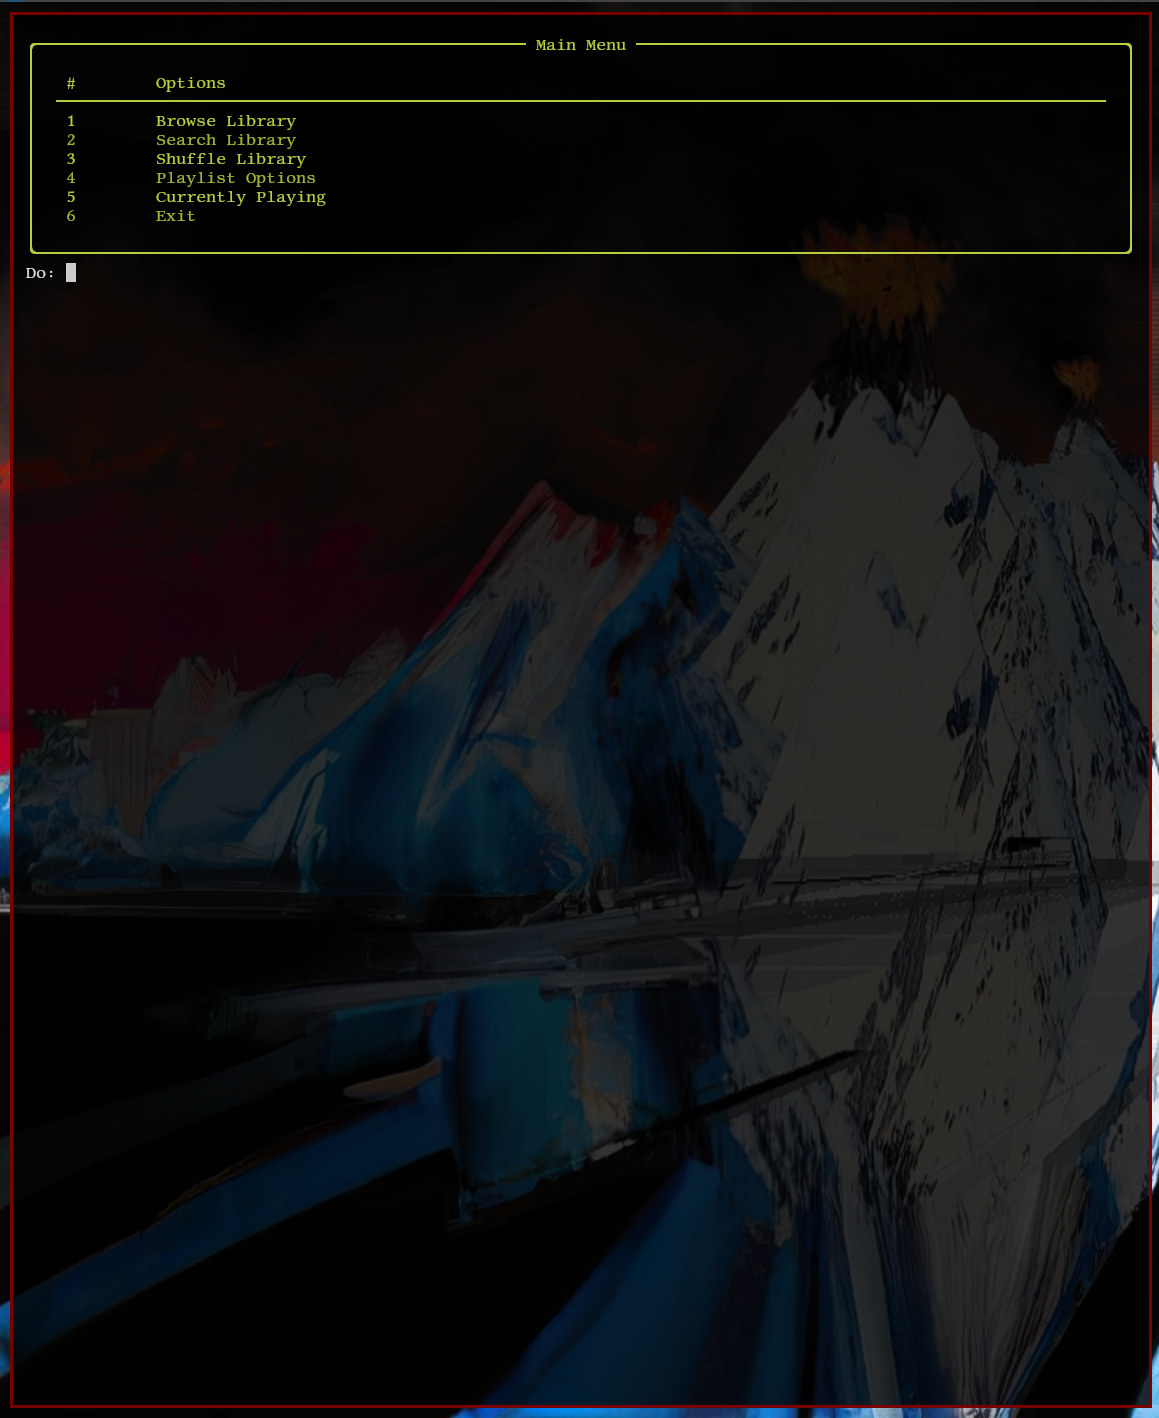 Main Menu
# Options
1 Browse Library
2 Search Library
3 Shuffle Library
4 Playlist Options
5 Currently Playing
6 Exit
Do: